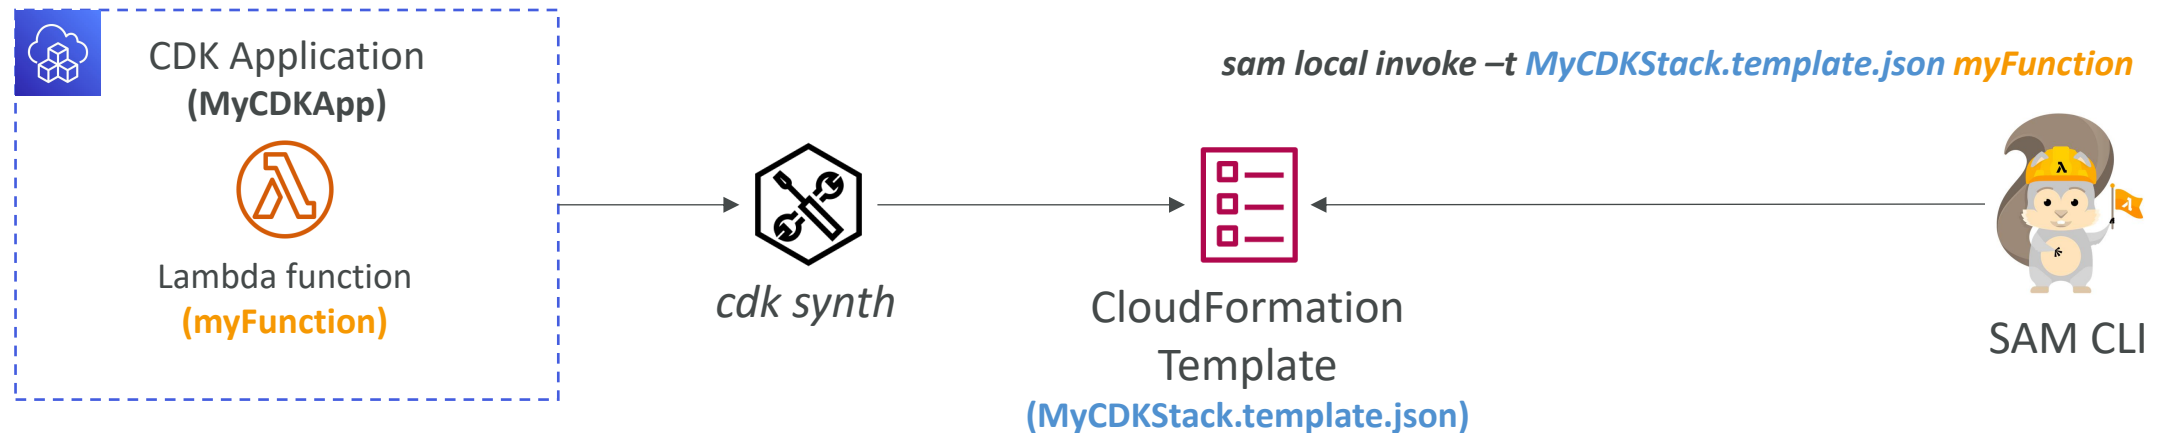 CDK Application
(MyCDKApp)
Lambda function
(myFunction)
cdk synth
CloudFormation
Template
(MyCDKStack.template.json)
sam local invoke –t MyCDKStack.template.json myFunction
λ
λ
SAM CLI